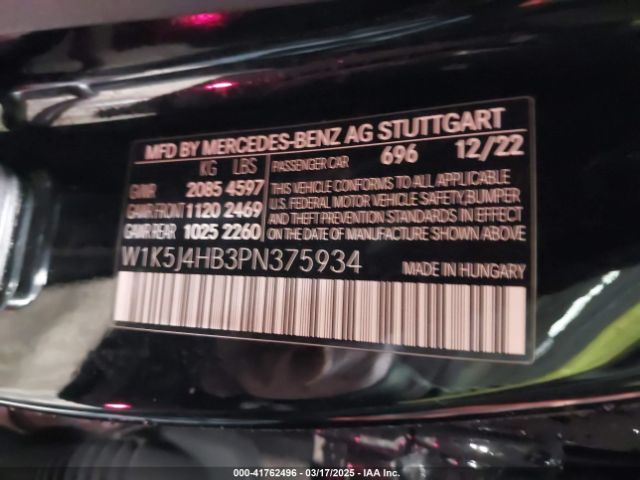 MFD BY MERCEDES-BENZ AG STUTTGART
KG LBS PASSENGER CAR 696 12/22
GVWR 2085 4597
GAWR FRONT 1120 2469
GAWR REAR 1025 2260
THIS VEHICLE CONFORMS TO ALL APPLICABLE
U.S. FEDERAL MOTOR VEHICLE SAFETY,BUMPER
AND THEFT PREVENTION STANDARDS IN EFFECT
ON THE DATE OF MANUFACTURE SHOWN ABOVE
W1K5J4HB3PN375934 MADE IN HUNGARY
000-41762496 - 03/17/2025 - IAA Inc.